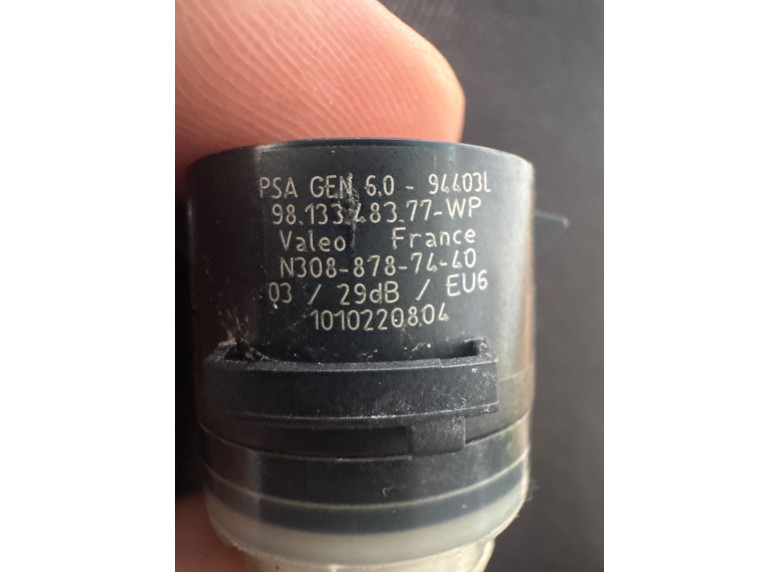 PSA GEN 6.0 - 94403L
98.133.483.77-WP
Valeo France
N308-878-74-40
03 / 29dB / EU6
1010220804